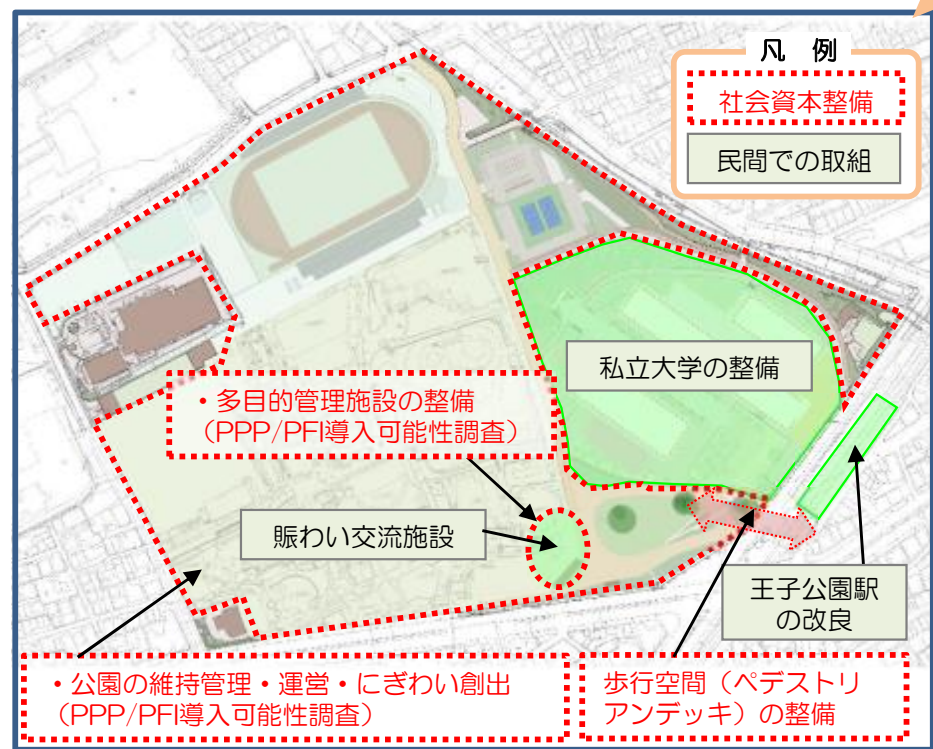 凡 例
社会資本整備
民間での取組
私立大学の整備
・多目的管理施設の整備
(PPP/PFI導入可能性調査)
賑わい交流施設
王子公園駅
の改良
・公園の維持管理・運営・にぎわい創出
(PPP/PFI導入可能性調査)
歩行空間(ペデストリ
アンデッキ)の整備